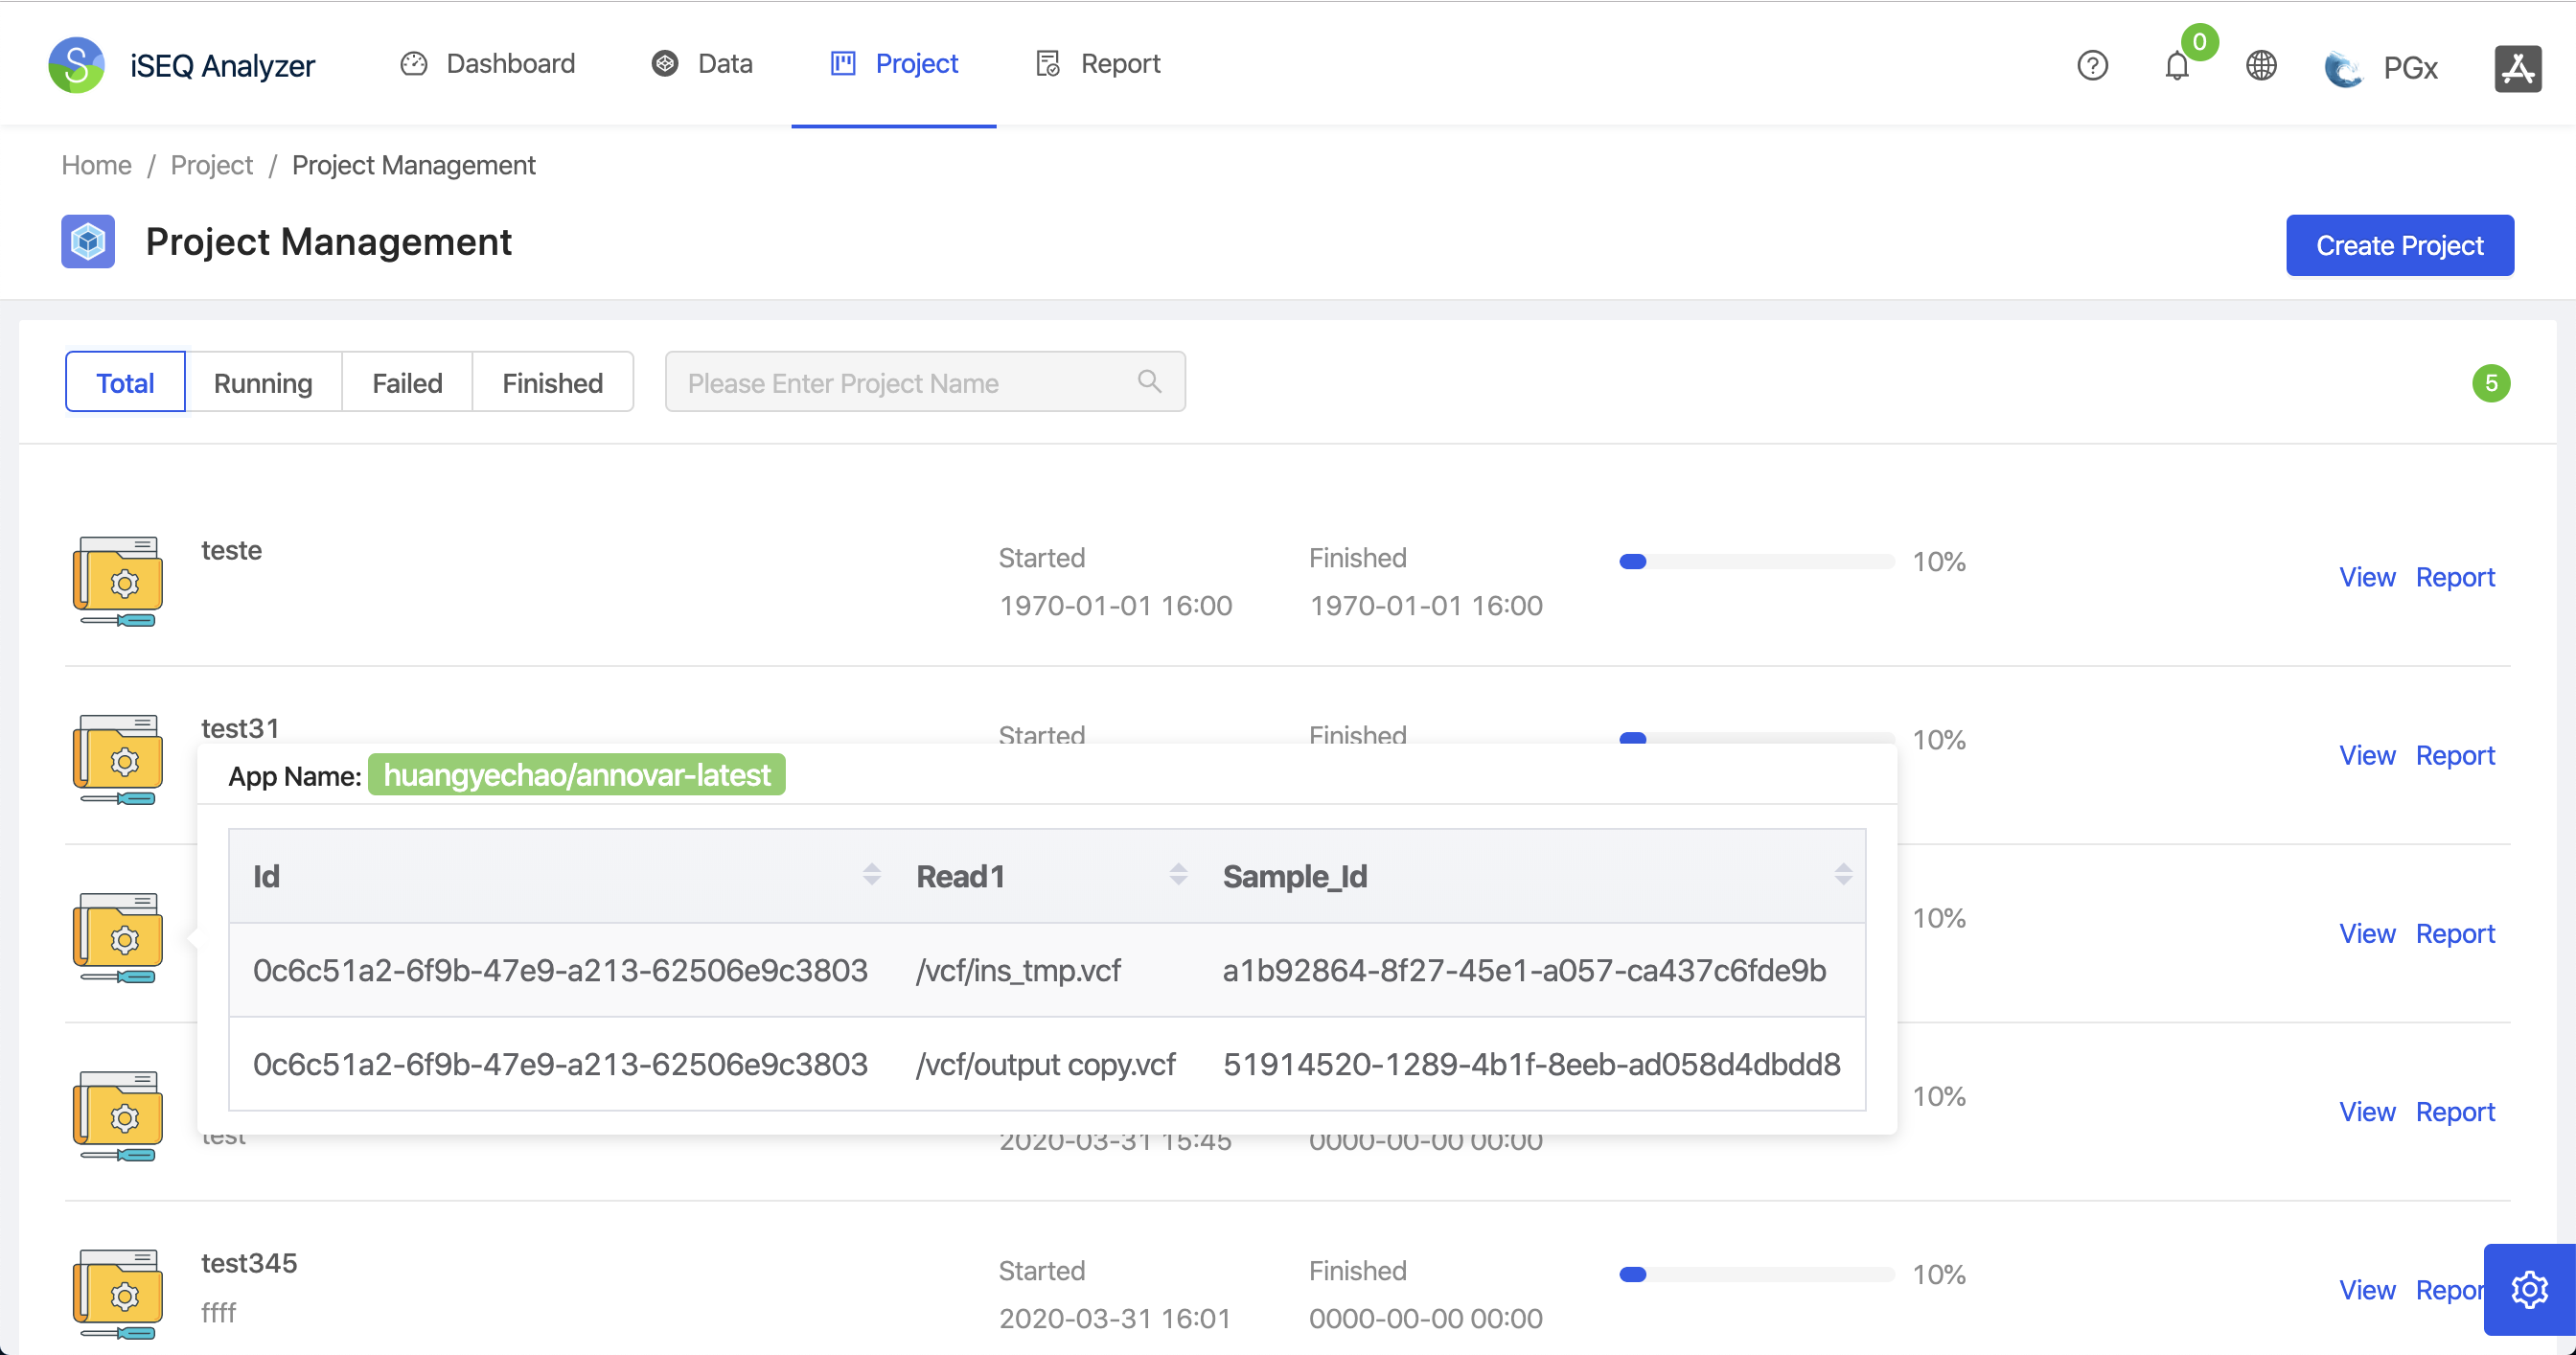 iSEQ Analyzer
Dashboard
Data
Project
Report
0
PGx
Home / Project / Project Management
Project Management
Create Project
Total
Running
Failed
Finished
Please Enter Project Name
5
teste
Started
Finished
10%
1970-01-01 16:00
1970-01-01 16:00
View Report
test31
Started
Finished
10%
View Report
App Name: huangyechao/annovar-latest
Id Read1 Sample_Id
0c6c51a2-6f9b-47e9-a213-62506e9c3803 /vcf/ins_tmp.vcf a1b92864-8f27-45e1-a057-ca437c6fde9b
0c6c51a2-6f9b-47e9-a213-62506e9c3803 /vcf/output copy.vcf 51914520-1289-4b1f-8eeb-ad058d4dbdd8
10%
View Report
10%
View Report
test
2020-03-31 15:45
0000-00-00 00:00
test345
ffff
Started
Finished
10%
2020-03-31 16:01
0000-00-00 00:00
View Repor